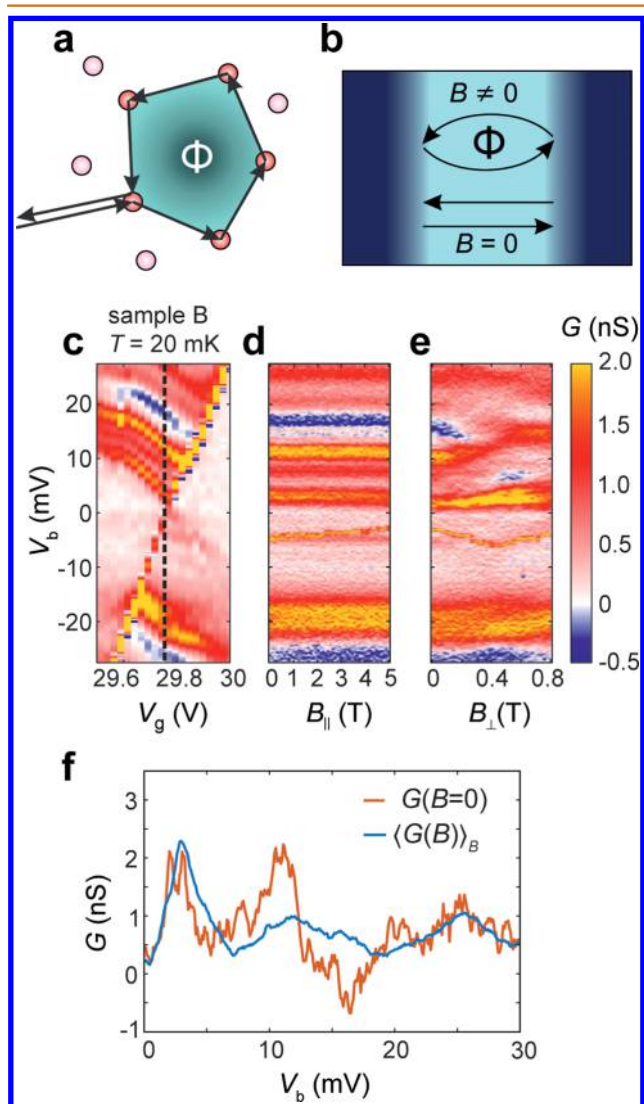 a
Φ
b
B ≠ 0
Φ
B = 0
sample B
T = 20 mK
c
d
e
G (nS)
V_b (mV)
20
10
0
-10
-20
29.6 29.8 30
V_g (V)
0 1 2 3 4 5
B_|| (T)
0 0.4 0.8
B_⊥(T)
2.0
1.5
1.0
0.5
0
-0.5
f
G (nS)
3
2
1
0
-1
G(B=0)
⟨G(B)⟩_B
0 10 20 30
V_b (mV)